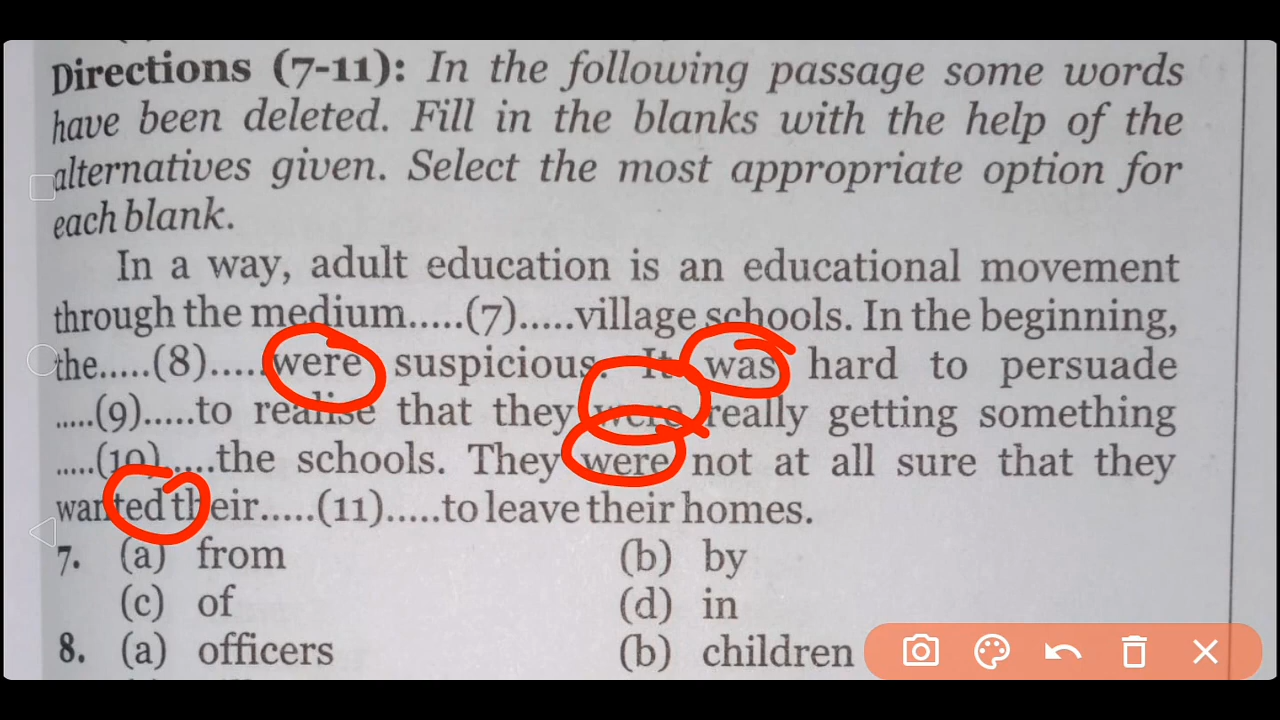 Directions (7-11): In the following passage some words
have been deleted. Fill in the blanks with the help of the
alternatives given. Select the most appropriate option for
each blank.
In a way, adult education is an educational movement
through the medium.....(7).....village schools. In the beginning,
the.....(8).....were suspicious. It was hard to persuade
.....(9).....to realise that they were really getting something
.....(10).....the schools. They were not at all sure that they
wanted their.....(11).....to leave their homes.
7. (a) from (b) by
(c) of (d) in
8. (a) officers (b) children